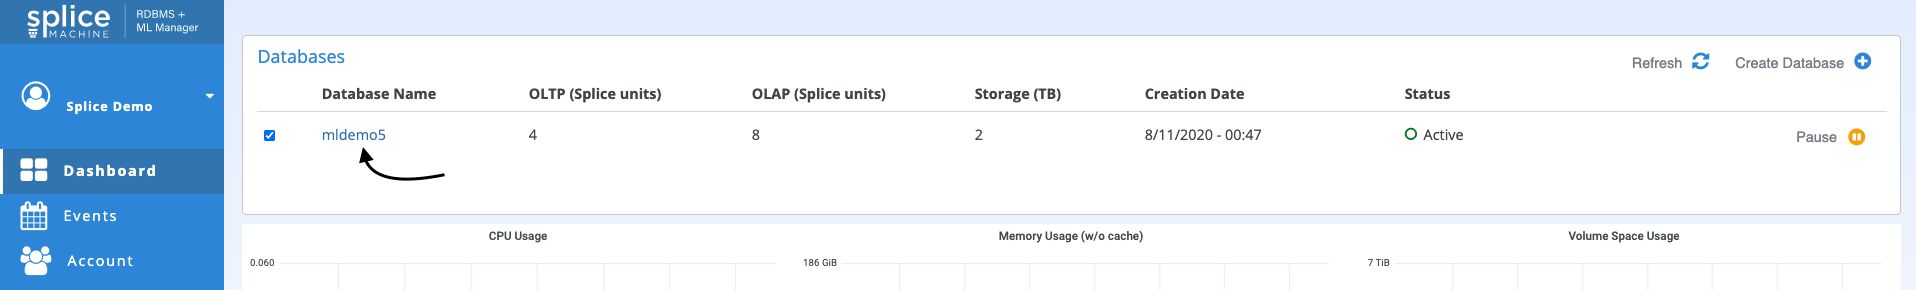 splice
MACHINE
RDBMS +
ML Manager
Splice Demo
Dashboard
Events
Account
Databases
Refresh
Create Database
Database Name OLTP (Splice units) OLAP (Splice units) Storage (TB) Creation Date Status
mldemo5 4 8 2 8/11/2020 - 00:47 Active Pause
CPU Usage
0.060
Memory Usage (w/o cache)
186 GiB
Volume Space Usage
7 TiB